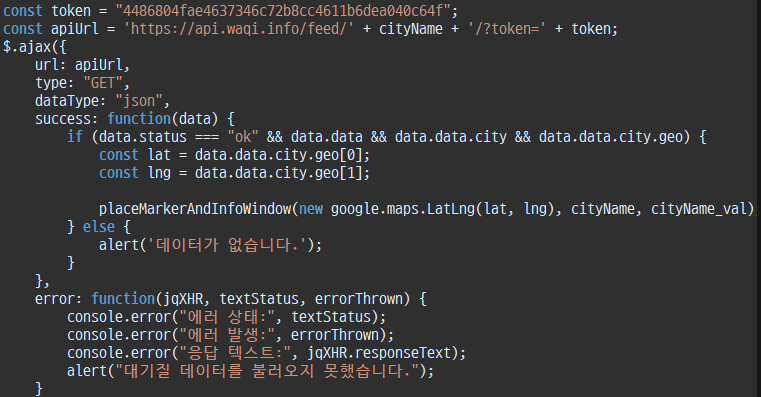 const token = "4486804fae4637346c72b8cc4611b6dea040c64f";
const apiUrl = 'https://api.waqi.info/feed/' + cityName + '/?token=' + token;
$.ajax({
    url: apiUrl,
    type: "GET",
    dataType: "json",
    success: function(data) {
        if (data.status === "ok" && data.data && data.data.city && data.data.city.geo) {
            const lat = data.data.city.geo[0];
            const lng = data.data.city.geo[1];

            placeMarkerAndInfoWindow(new google.maps.LatLng(lat, lng), cityName, cityName_val)
        } else {
            alert('데이터가 없습니다.');
        }
    },
    error: function(jqXHR, textStatus, errorThrown) {
        console.error("에러 상태:", textStatus);
        console.error("에러 발생:", errorThrown);
        console.error("응답 텍스트:", jqXHR.responseText);
        alert("대기질 데이터를 불러오지 못했습니다.");
    }